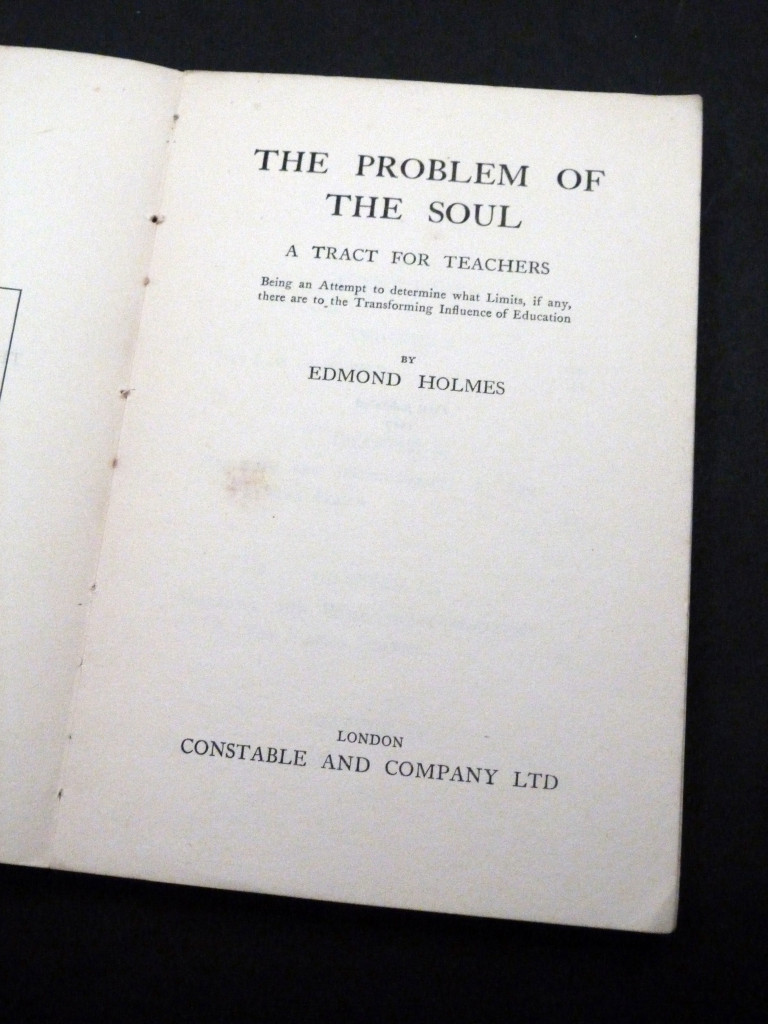 THE PROBLEM OF
THE SOUL
A TRACT FOR TEACHERS
Being an Attempt to determine what Limits, if any,
there are to the Transforming Influence of Education
BY
EDMOND HOLMES
LONDON
CONSTABLE AND COMPANY LTD